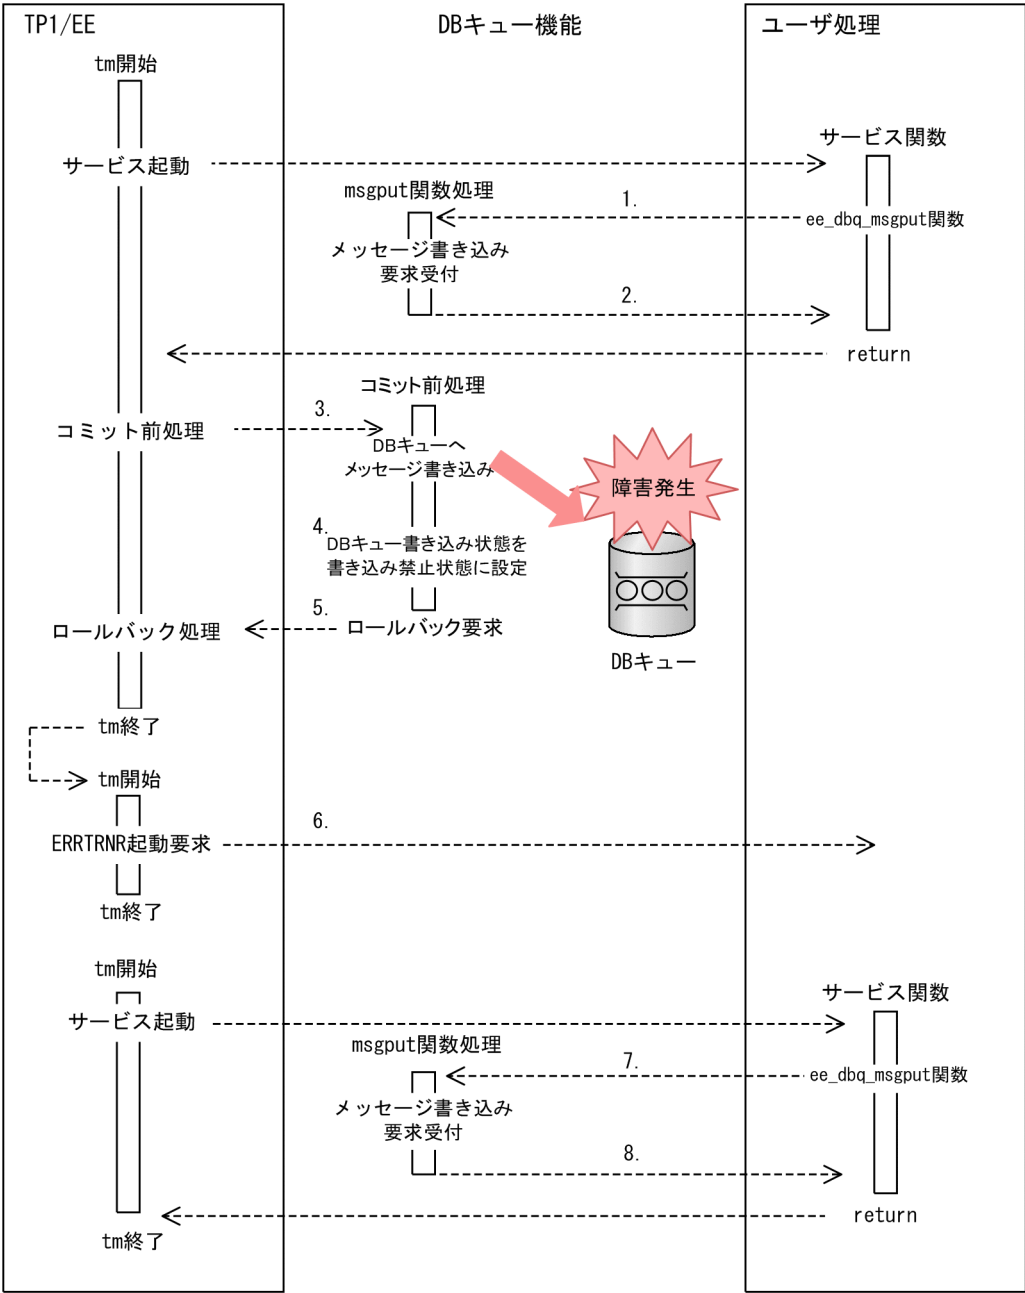 TP1/EE
DBキュー機能
ユーザ処理
tm開始
サービス関数
サービス起動
msgput関数処理
1.
ee_dbq_msgput関数
メッセージ書き込み
要求受付
2.
return
コミット前処理
3.
コミット前処理
DBキューへ
メッセージ書き込み
障害発生
4.
DBキュー書き込み状態を
書き込み禁止状態に設定
5.
ロールバック処理
ロールバック要求
DBキュー
tm終了
tm開始
6.
ERRTRNR起動要求
tm終了
tm開始
サービス関数
サービス起動
msgput関数処理
7.
ee_dbq_msgput関数
メッセージ書き込み
要求受付
8.
return
tm終了